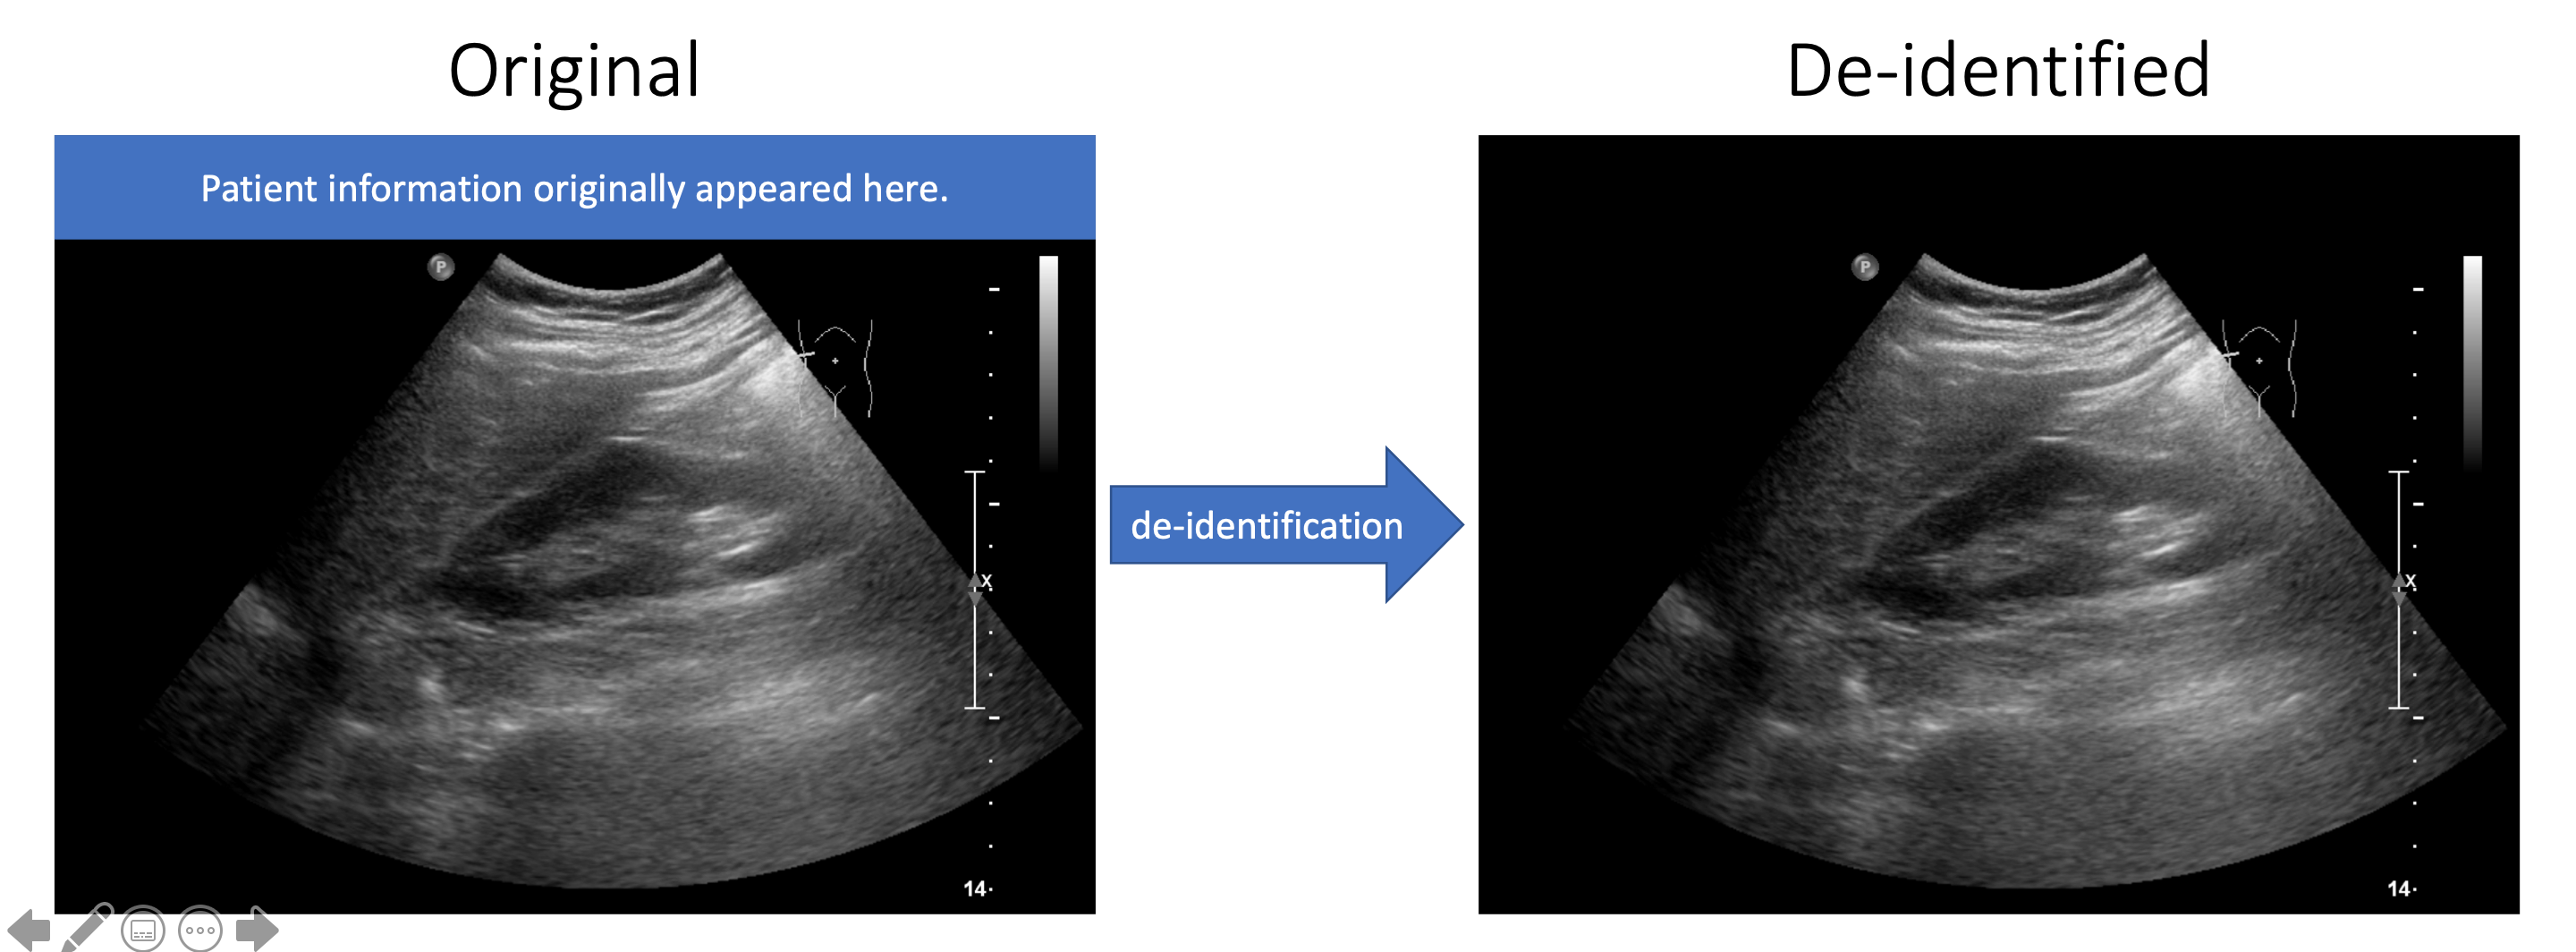 Original
De-identified
Patient information originally appeared here.
P
P
de-identification
X
X
14
14